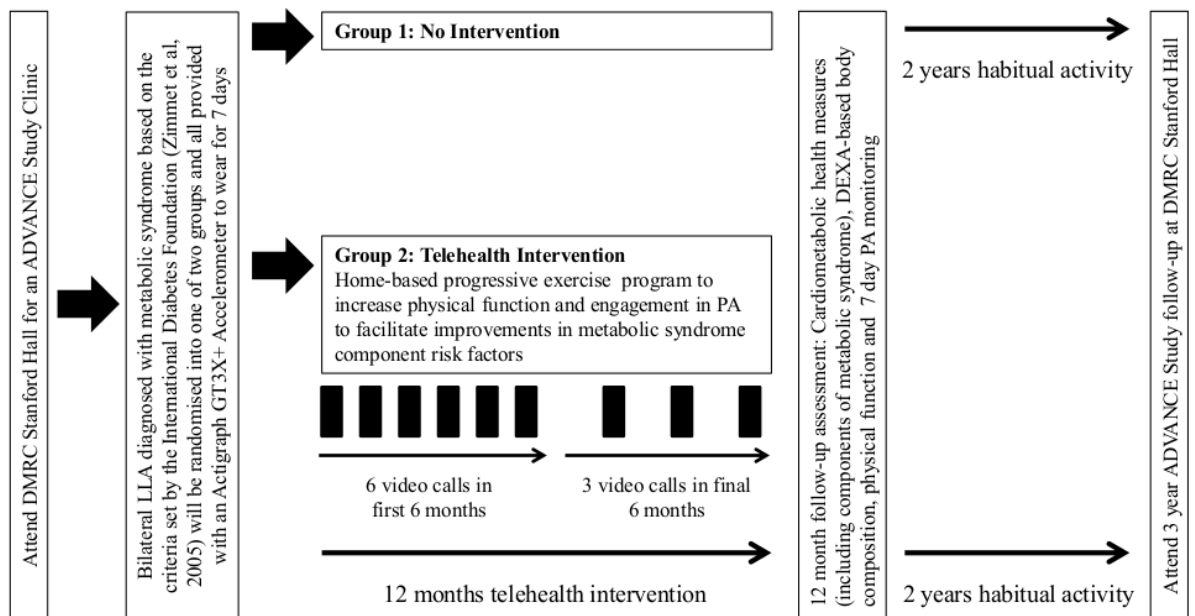 Attend DMRC Stanford Hall for an ADVANCE Study Clinic
Bilateral LLA diagnosed with metabolic syndrome based on the
criteria set by the International Diabetes Foundation (Zimmet et al,
2005) will be randomised into one of two groups and all provided
with an Actigraph GT3X+ Accelerometer to wear for 7 days
Group 1: No Intervention
Group 2: Telehealth Intervention
Home-based progressive exercise program to
increase physical function and engagement in PA
to facilitate improvements in metabolic syndrome
component risk factors
6 video calls in
first 6 months
3 video calls in final
6 months
12 months telehealth intervention
12 month follow-up assessment: Cardiometabolic health measures
(including components of metabolic syndrome), DEXA-based body
composition, physical function and 7 day PA monitoring
2 years habitual activity
2 years habitual activity
Attend 3 year ADVANCE Study follow-up at DMRC Stanford Hall